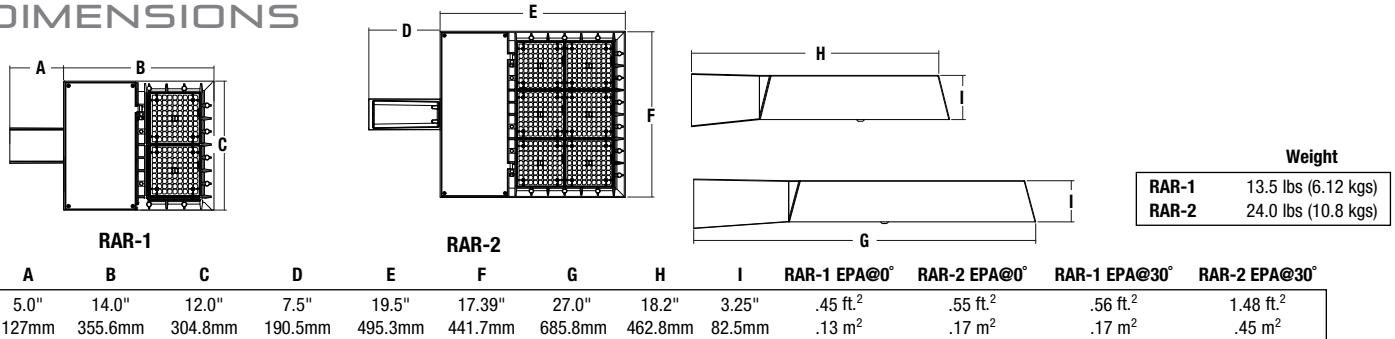 DIMENSIONS
A B C
RAR-1
D E F
RAR-2
H I
I G
Weight
RAR-1 13.5 lbs (6.12 kgs)
RAR-2 24.0 lbs (10.8 kgs)
A B C D E F G H I RAR-1 EPA@0° RAR-2 EPA@0° RAR-1 EPA@30° RAR-2 EPA@30°
5.0" 14.0" 12.0" 7.5" 19.5" 17.39" 27.0" 18.2" 3.25" .45 ft.² .55 ft.² .56 ft.² 1.48 ft.²
127mm 355.6mm 304.8mm 190.5mm 495.3mm 441.7mm 685.8mm 462.8mm 82.5mm .13 m² .17 m² .17 m² .45 m²